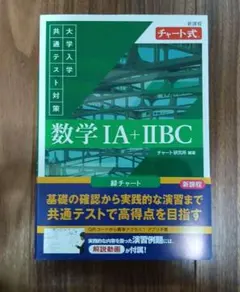 新課程
チャート式
大学入学
共通テスト対策
数学ⅠA+ⅡBC
チャート研究所 編著
緑チャート
新課程
基礎の確認から実践的な演習まで
共通テストで高得点を目指す
実践的な内容を扱った演習例題には、
解説動画が付属!